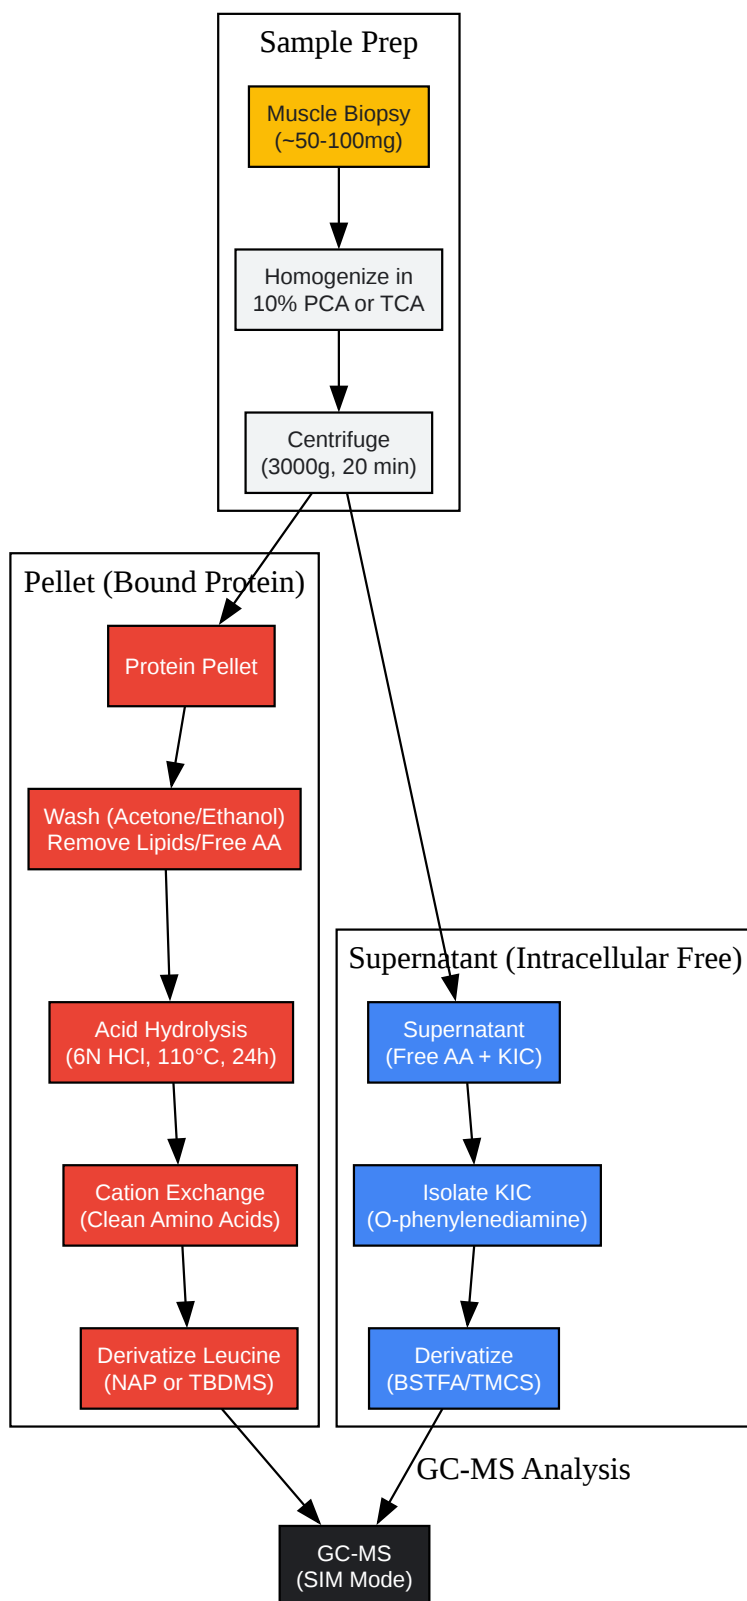 Sample Prep
Muscle Biopsy
(~50-100mg)
Homogenize in
10% PCA or TCA
Centrifuge
(3000g, 20 min)
Pellet (Bound Protein)
Protein Pellet
Wash (Acetone/Ethanol)
Remove Lipids/Free AA
Acid Hydrolysis
(6N HCl, 110°C, 24h)
Cation Exchange
(Clean Amino Acids)
Derivatize Leucine
(NAP or TBDMS)
Supernatant (Intracellular Free)
Supernatant
(Free AA + KIC)
Isolate KIC
(O-phenylenediamine)
Derivatize
(BSTFA/TMCS)
GC-MS Analysis
GC-MS
(SIM Mode)